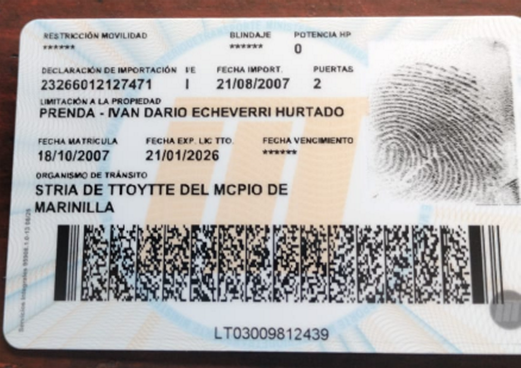 RESTRICCIÓN MOVILIDAD BLINDAJE POTENCIA HP
****** ****** 0
DECLARACIÓN DE IMPORTACIÓN I/E FECHA IMPORT. PUERTAS
23266012127471 I 21/08/2007 2
LIMITACIÓN A LA PROPIEDAD
PRENDA - IVAN DARIO ECHEVERRI HURTADO
FECHA MATRICULA FECHA EXP. LIC TTO. FECHA VENCIMIENTO
18/10/2007 21/01/2026 ******
ORGANISMO DE TRÁNSITO
STRIA DE TTOYTTE DEL MCPIO DE
MARINILLA
LT03009812439